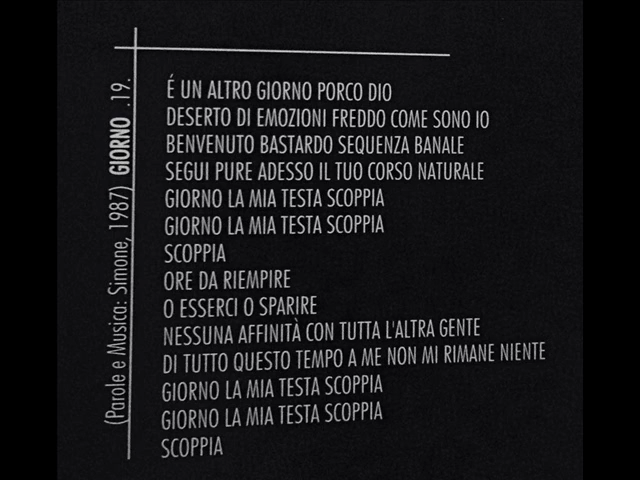 (Parole e Musica: Simone, 1987) GIORNO .19.
É UN ALTRO GIORNO PORCO DIO
DESERTO DI EMOZIONI FREDDO COME SONO IO
BENVENUTO BASTARDO SEQUENZA BANALE
SEGUI PURE ADESSO IL TUO CORSO NATURALE
GIORNO LA MIA TESTA SCOPPIA
GIORNO LA MIA TESTA SCOPPIA
SCOPPIA
ORE DA RIEMPIRE
O ESSERCI O SPARIRE
NESSUNA AFFINITÀ CON TUTTA L'ALTRA GENTE
DI TUTTO QUESTO TEMPO A ME NON MI RIMANE NIENTE
GIORNO LA MIA TESTA SCOPPIA
GIORNO LA MIA TESTA SCOPPIA
SCOPPIA